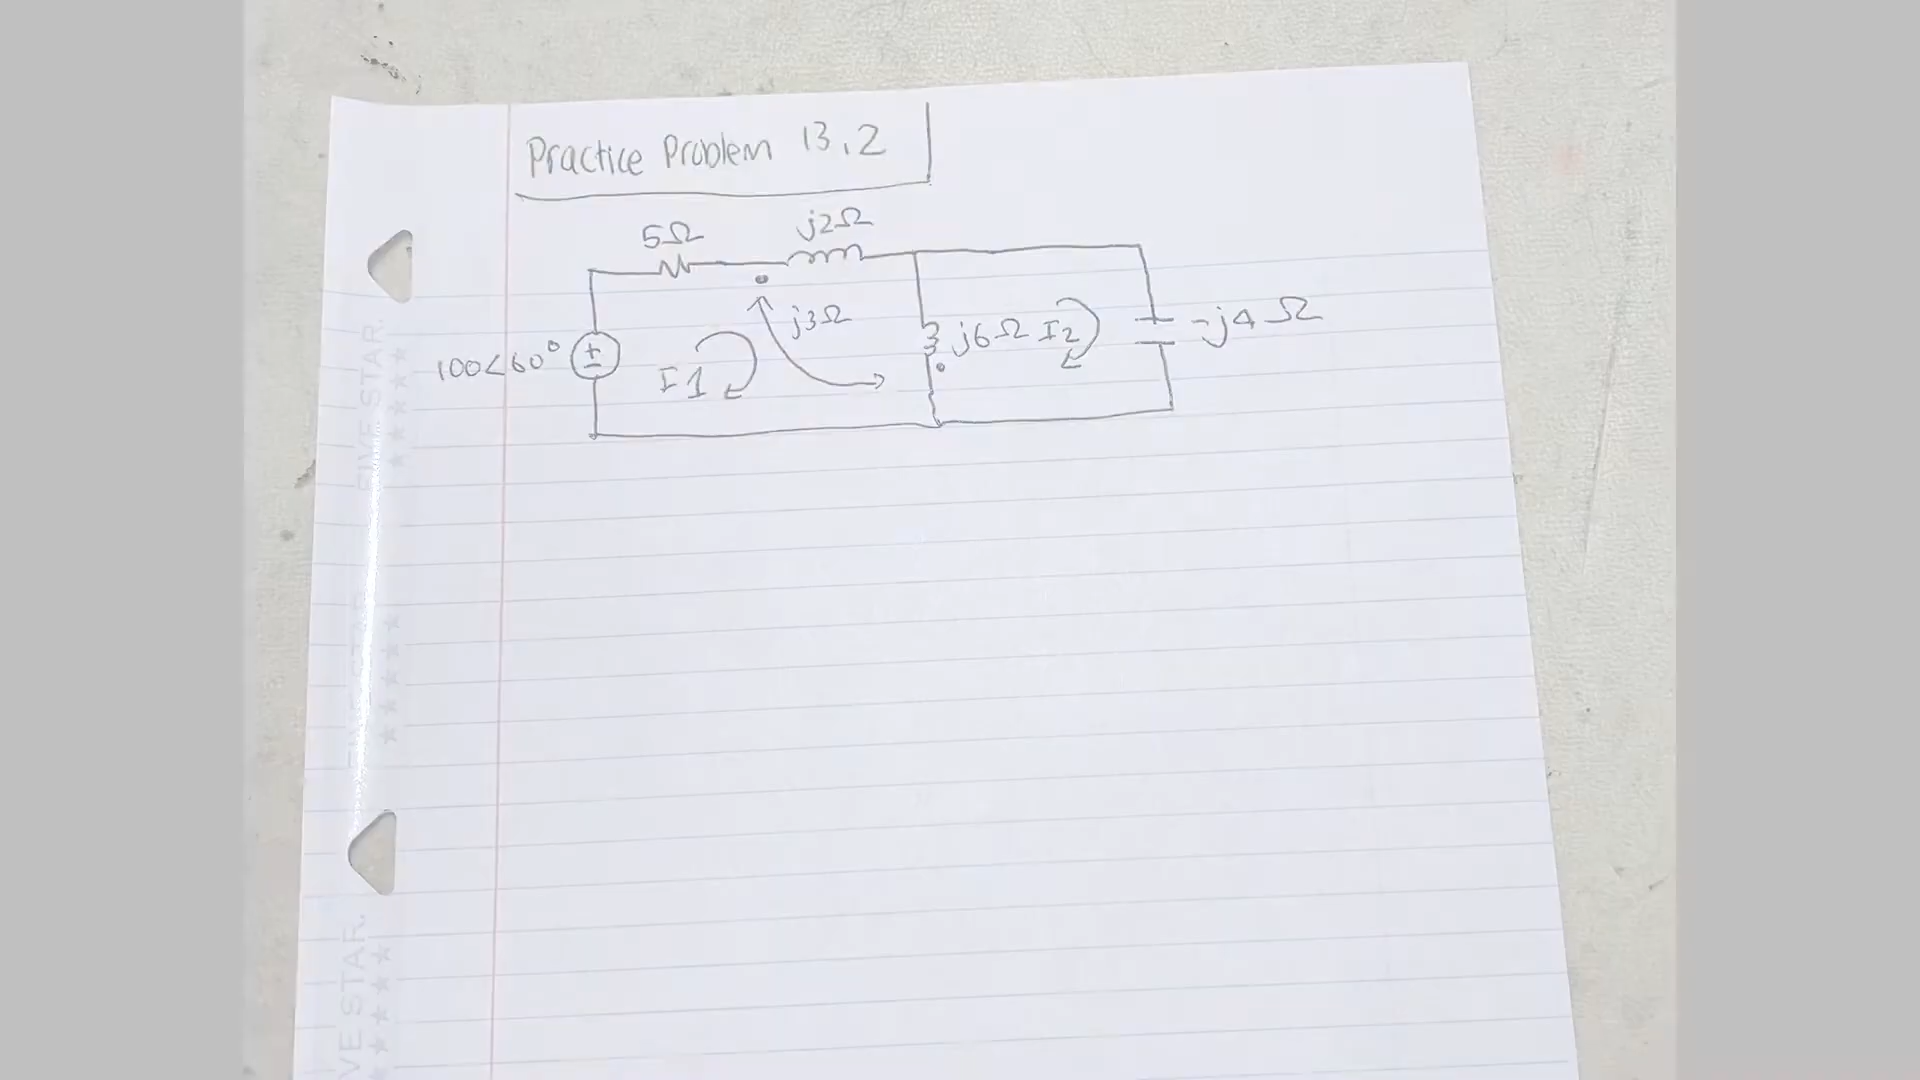 Practice Problem 13.2
5Ω
j2Ω
j3Ω
100<60°
+
-
I1
j6Ω
I2
-j4Ω
FIVE STAR.
FIVE STAR.
VE STAR.